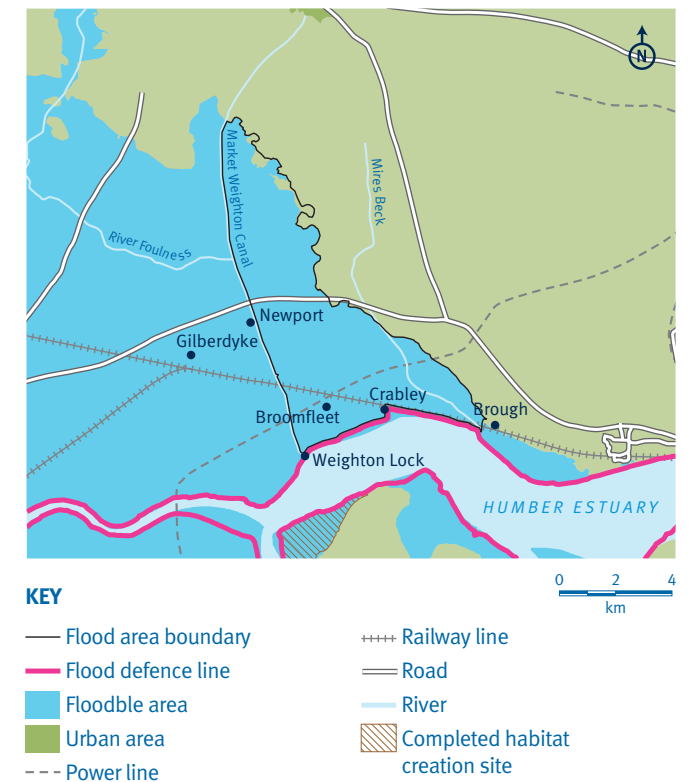 N
Market Weighton Canal
Mires Beck
River Foulness
Newport
Gilberdyke
Crabley
Broomfleet
Brough
Weighton Lock
HUMBER ESTUARY
0 2 4
km
KEY
Flood area boundary
Flood defence line
Floodble area
Urban area
Power line
Railway line
Road
River
Completed habitat
creation site